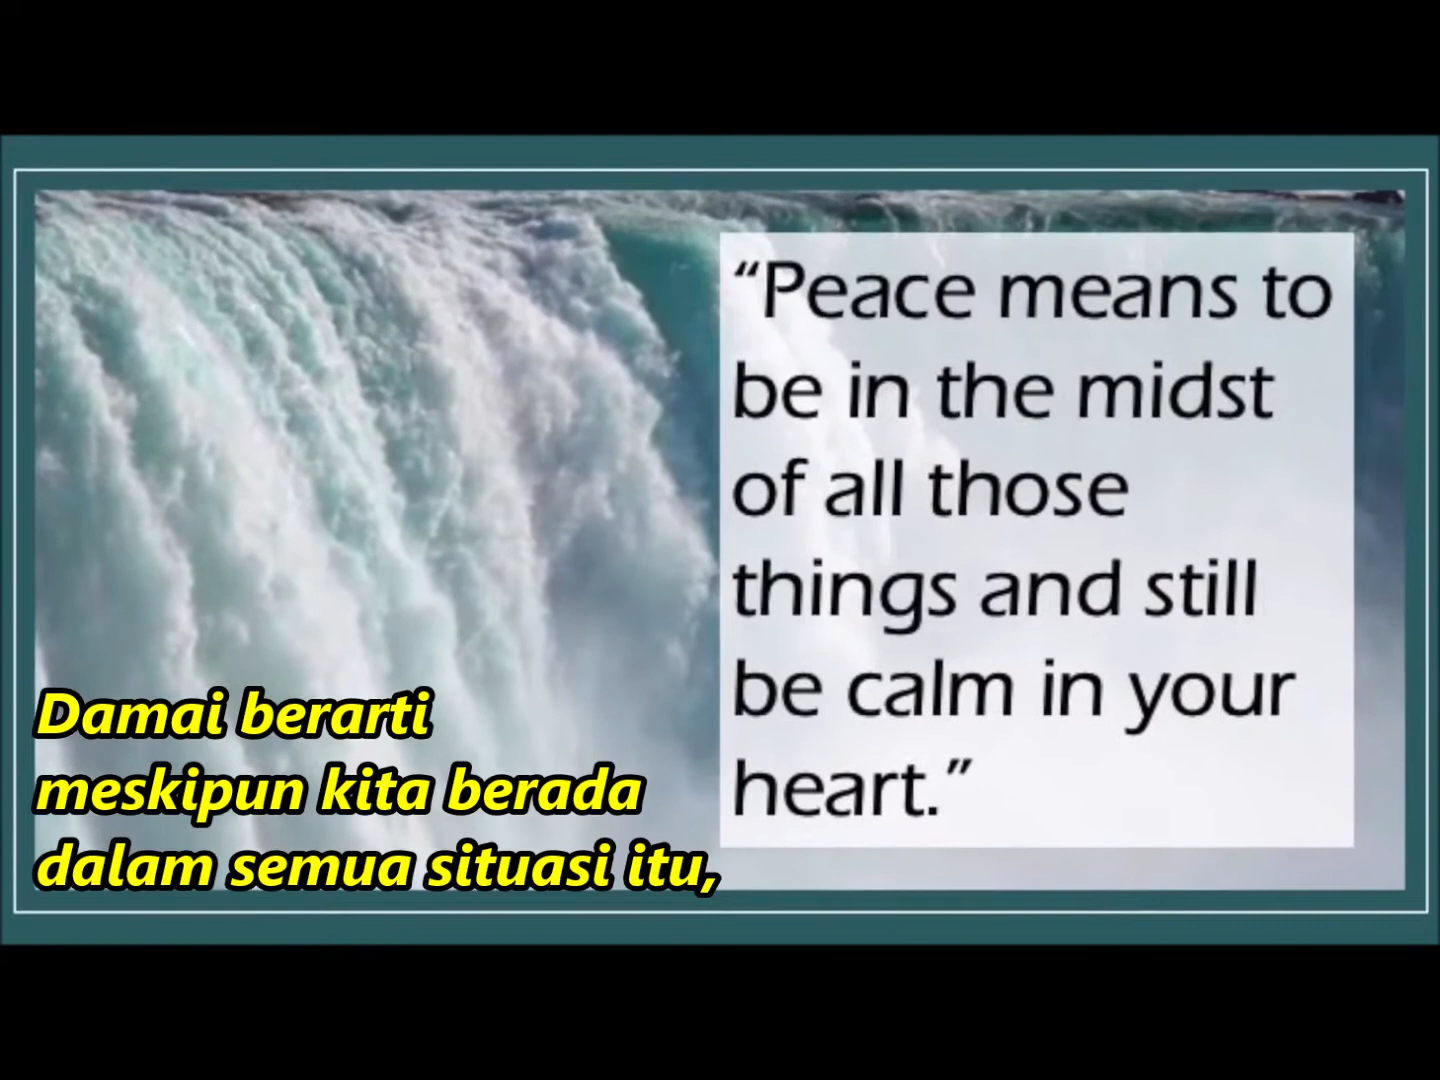 “Peace means to
be in the midst
of all those
things and still
be calm in your
heart.”
Damai berarti
meskipun kita berada
dalam semua situasi itu,